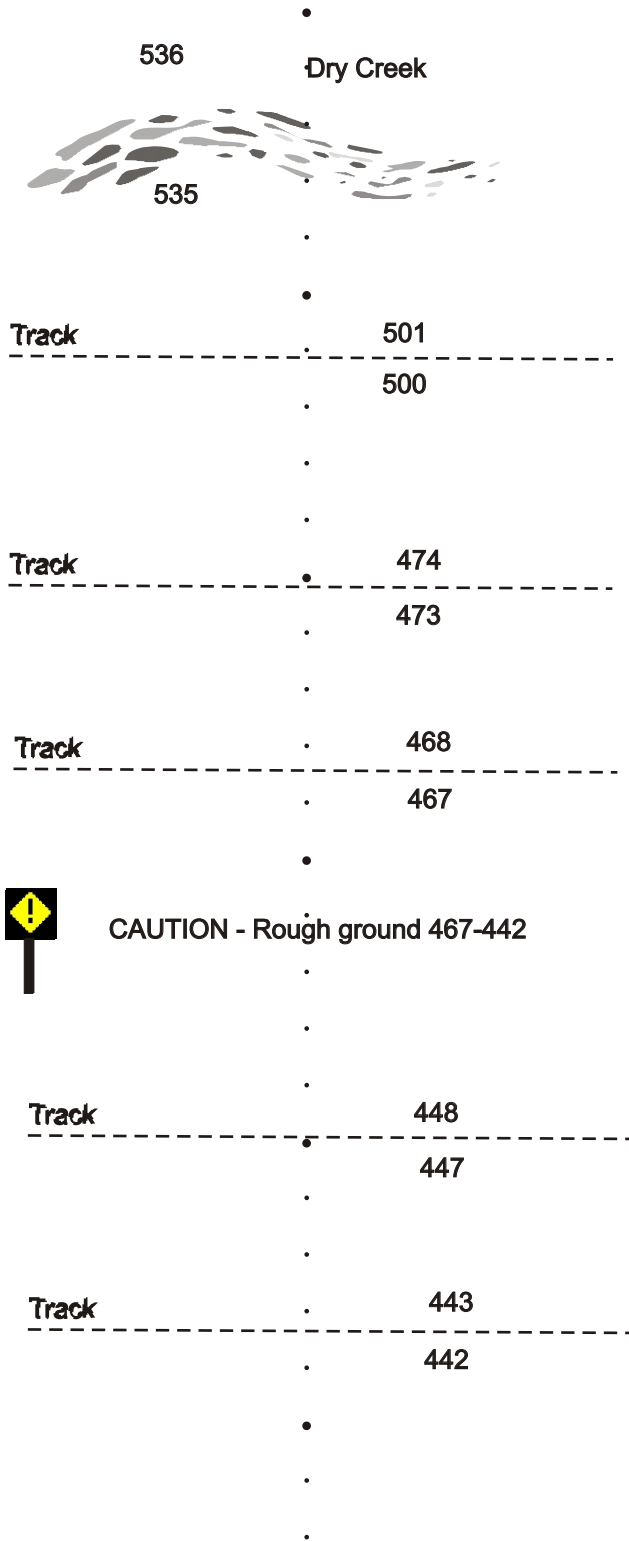 536
Dry Creek
535
Track 501
500
Track 474
473
Track 468
467
!
CAUTION - Rough ground 467-442
Track 448
447
Track 443
442